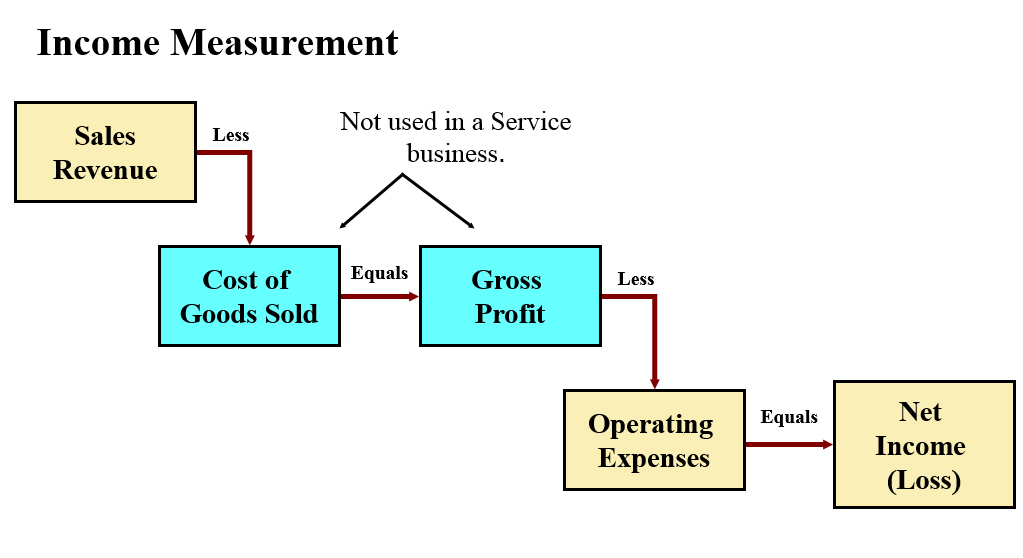 Income Measurement
Sales
Revenue
Less
Not used in a Service
business.
Cost of
Goods Sold
Equals
Gross
Profit
Less
Operating
Expenses
Equals
Net
Income
(Loss)